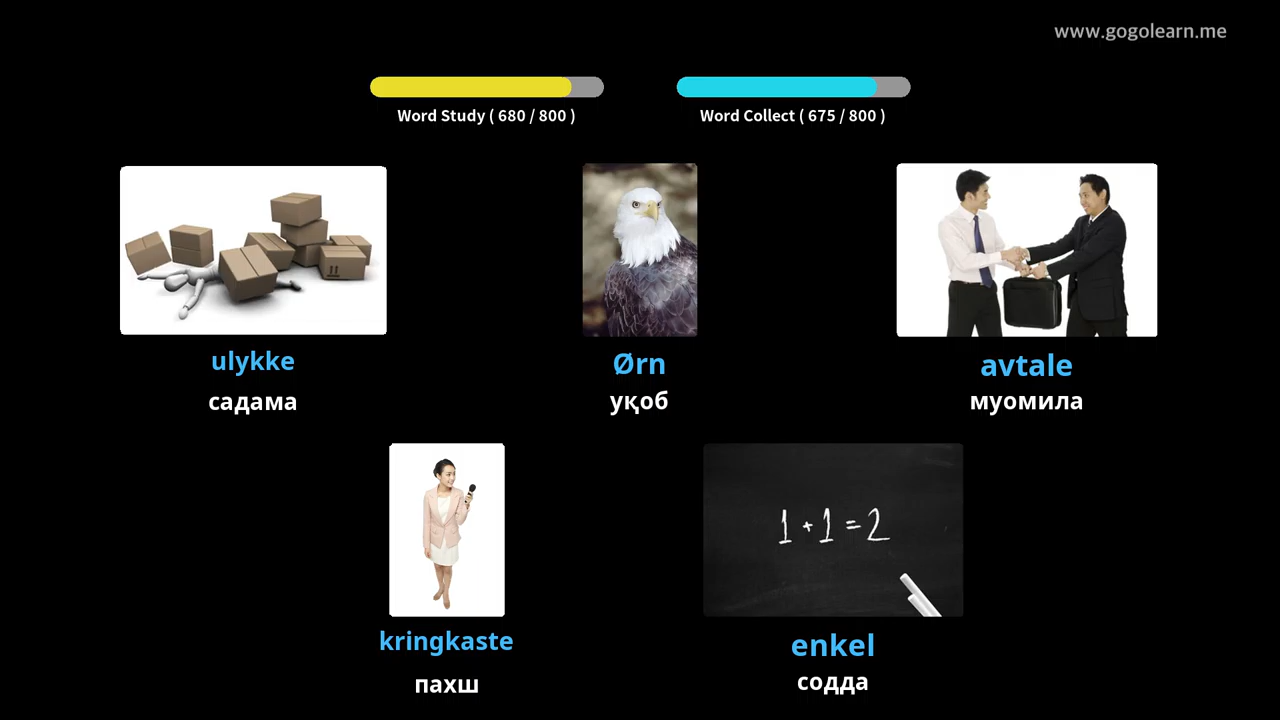 www.gogolearn.me
Word Study ( 680 / 800 )
Word Collect ( 675 / 800 )
ulykke
садама
Ørn
уқоб
avtale
муомила
1 + 1 = 2
kringkaste
пахш
enkel
содда